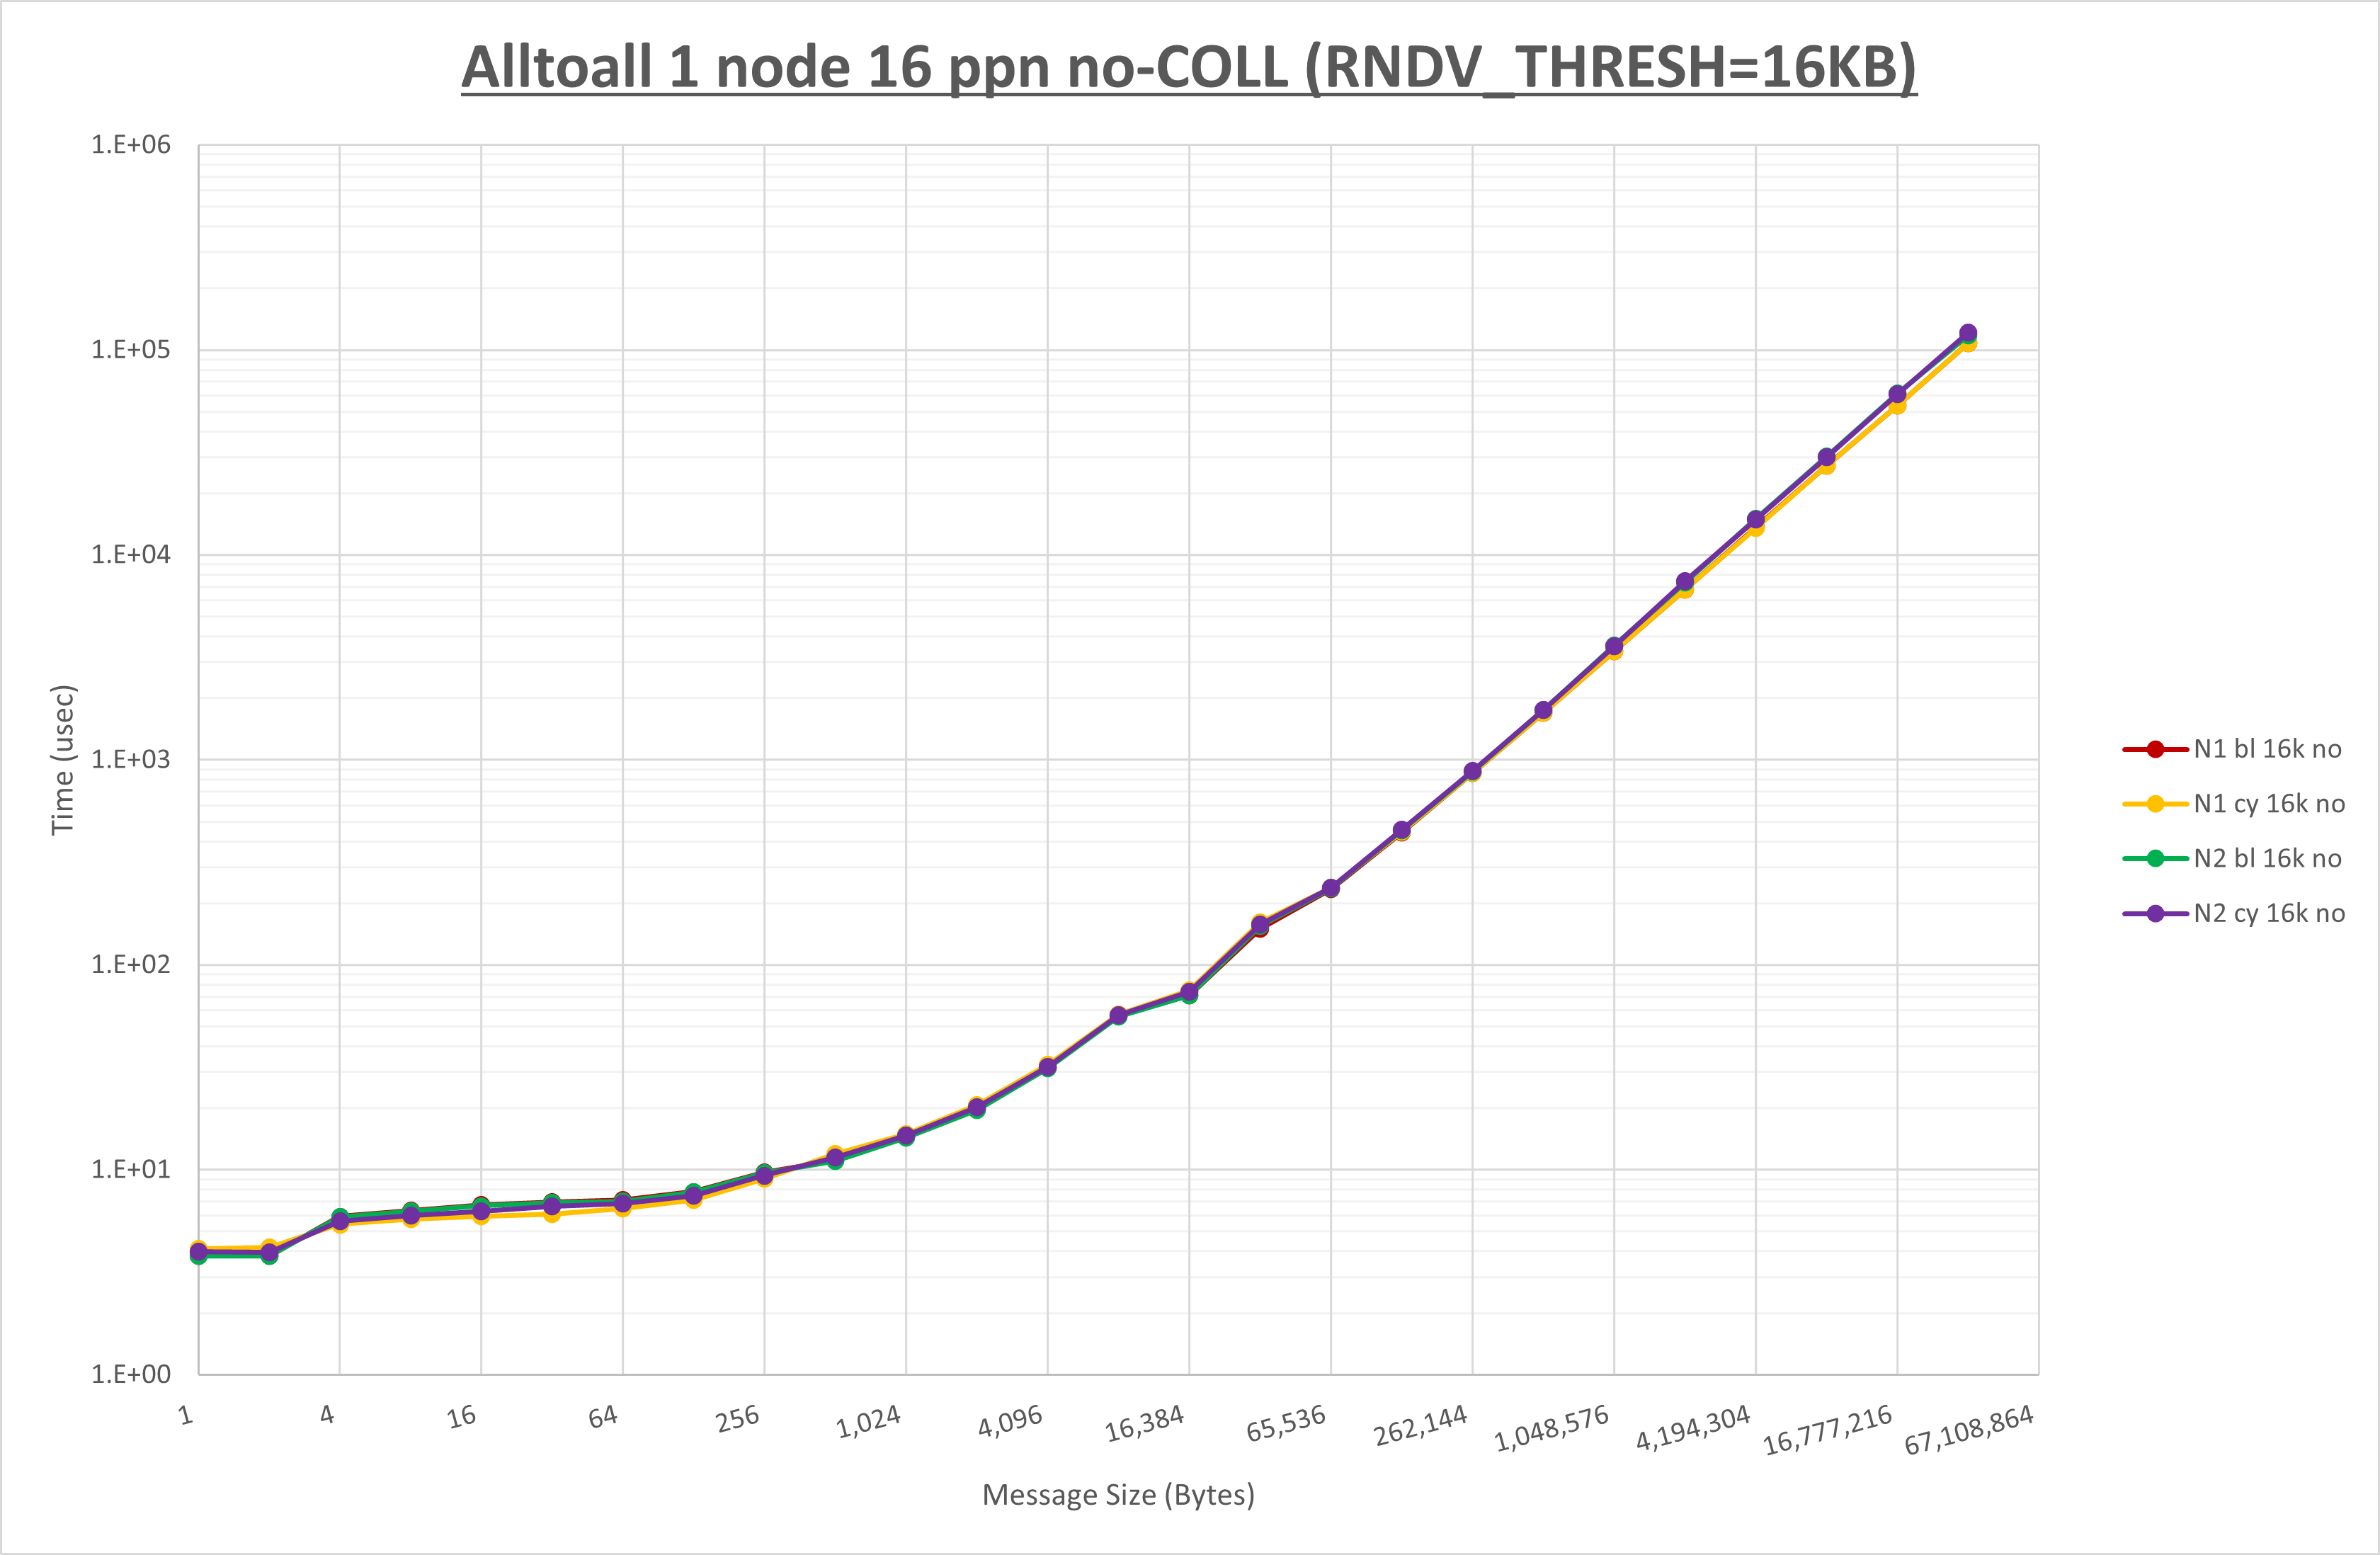 Alltoall 1 node 16 ppn no-COLL (RNDV_THRESH=16KB)
1.E+06
1.E+05
1.E+04
1.E+03
1.E+02
1.E+01
1.E+00
Time (usec)
1
4
16
64
256
1,024
4,096
16,384
65,536
262,144
1,048,576
4,194,304
16,777,216
67,108,864
Message Size (Bytes)
N1 bl 16k no
N1 cy 16k no
N2 bl 16k no
N2 cy 16k no